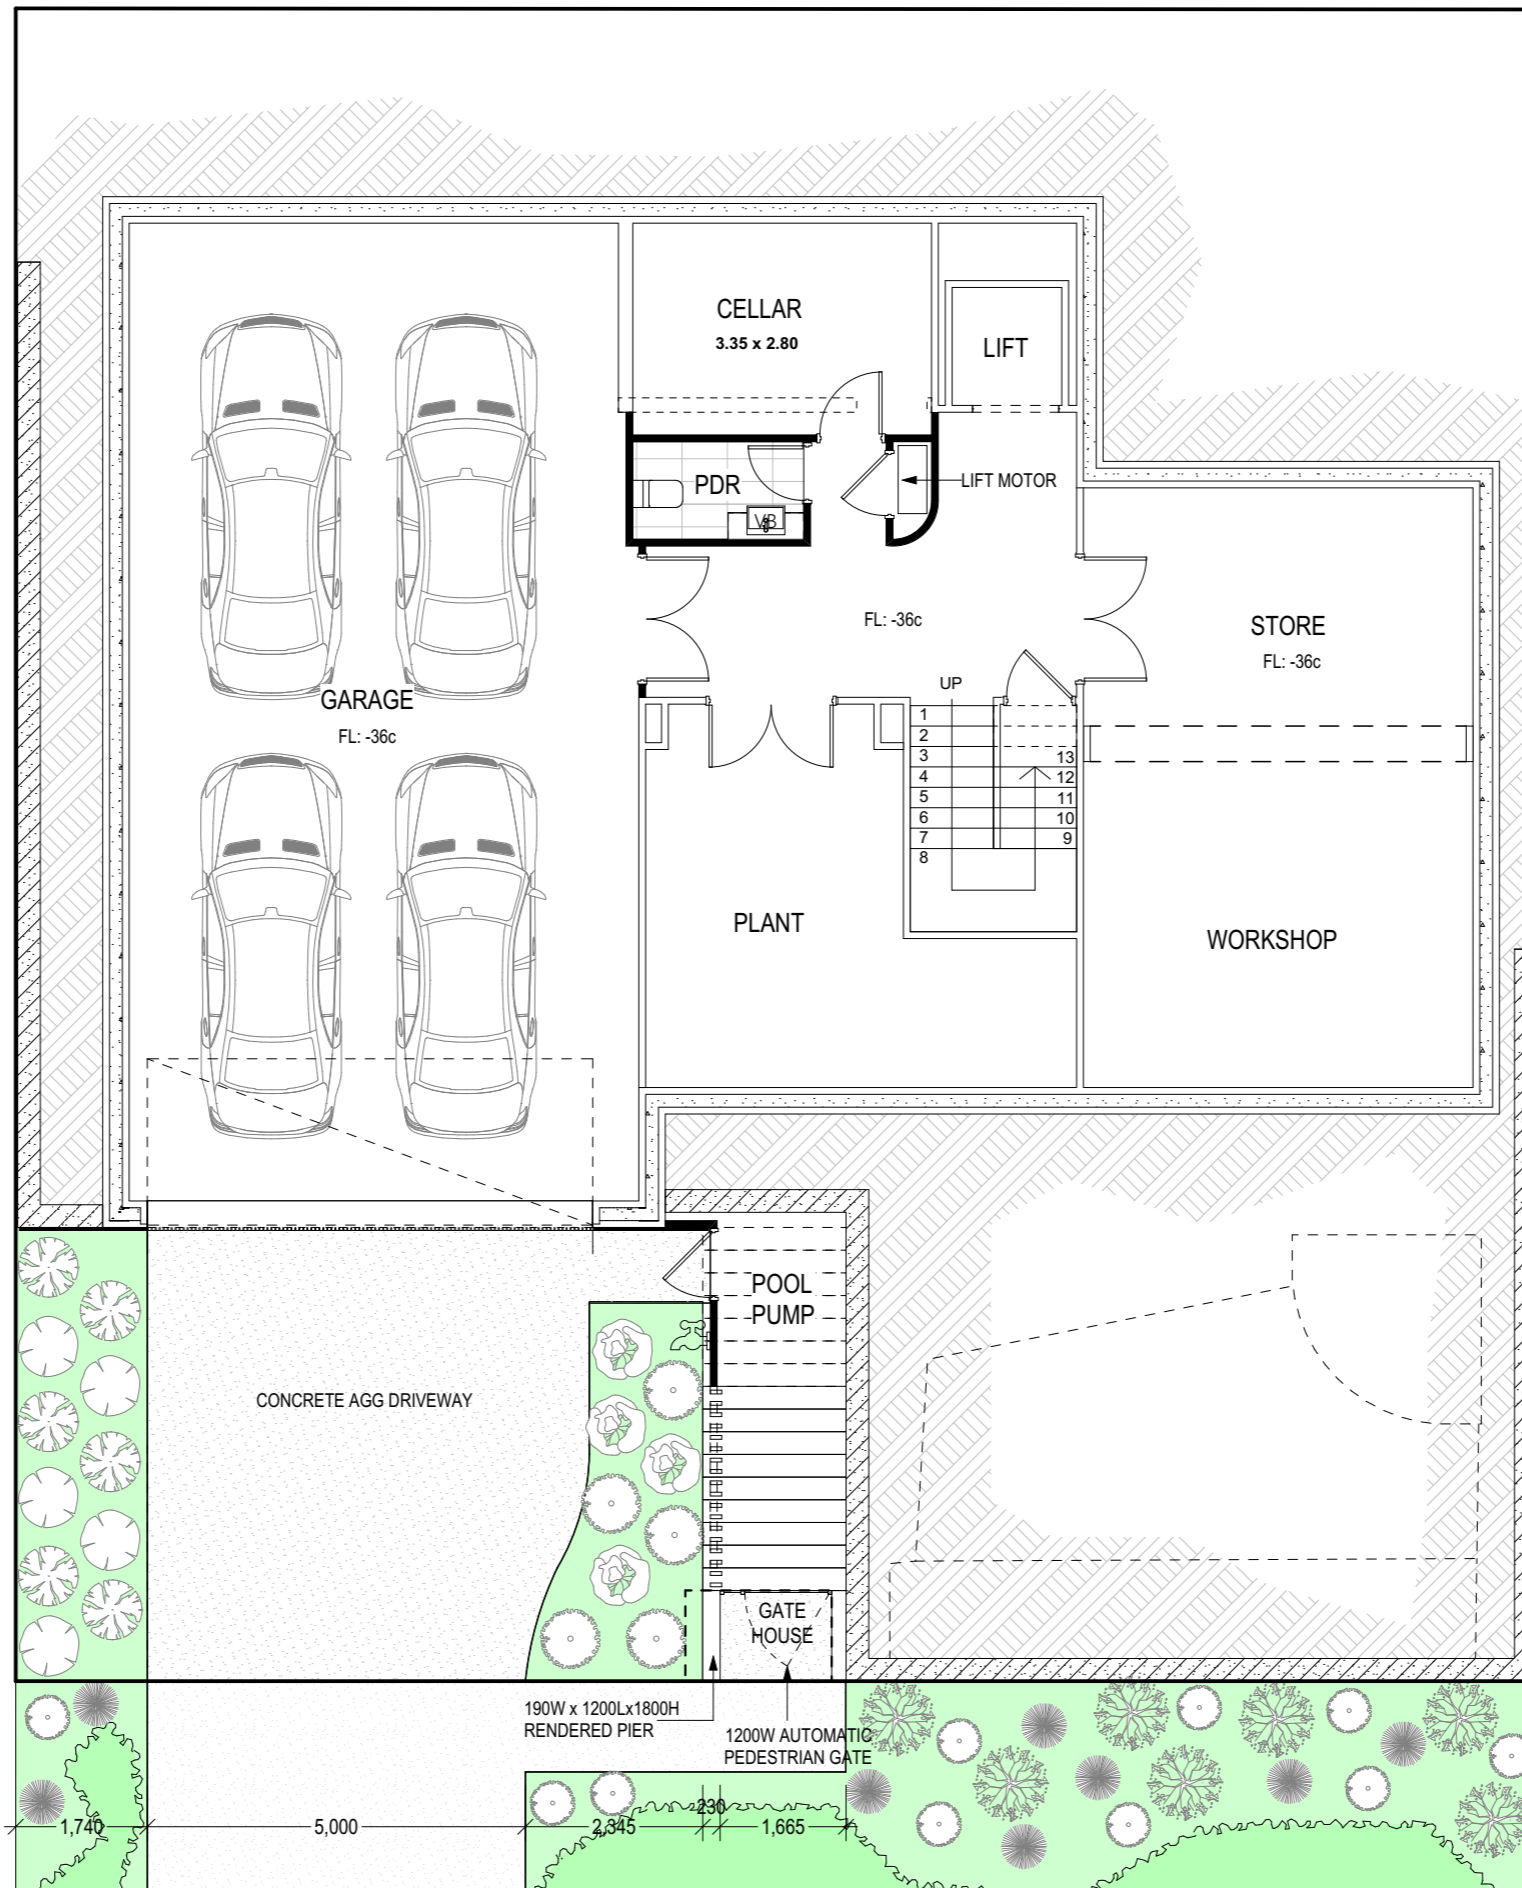 CELLAR
3.35 x 2.80
LIFT
PDR
VB
LIFT MOTOR
FL: -36c
STORE
FL: -36c
GARAGE
FL: -36c
UP
1
2
3
4
5
6
7
8
13
12
11
10
9
PLANT
WORKSHOP
POOL
PUMP
CONCRETE AGG DRIVEWAY
GATE
HOUSE
190W x 1200Lx1800H
RENDERED PIER
1200W AUTOMATIC
PEDESTRIAN GATE
1,740
5,000
2,345
230
1,665